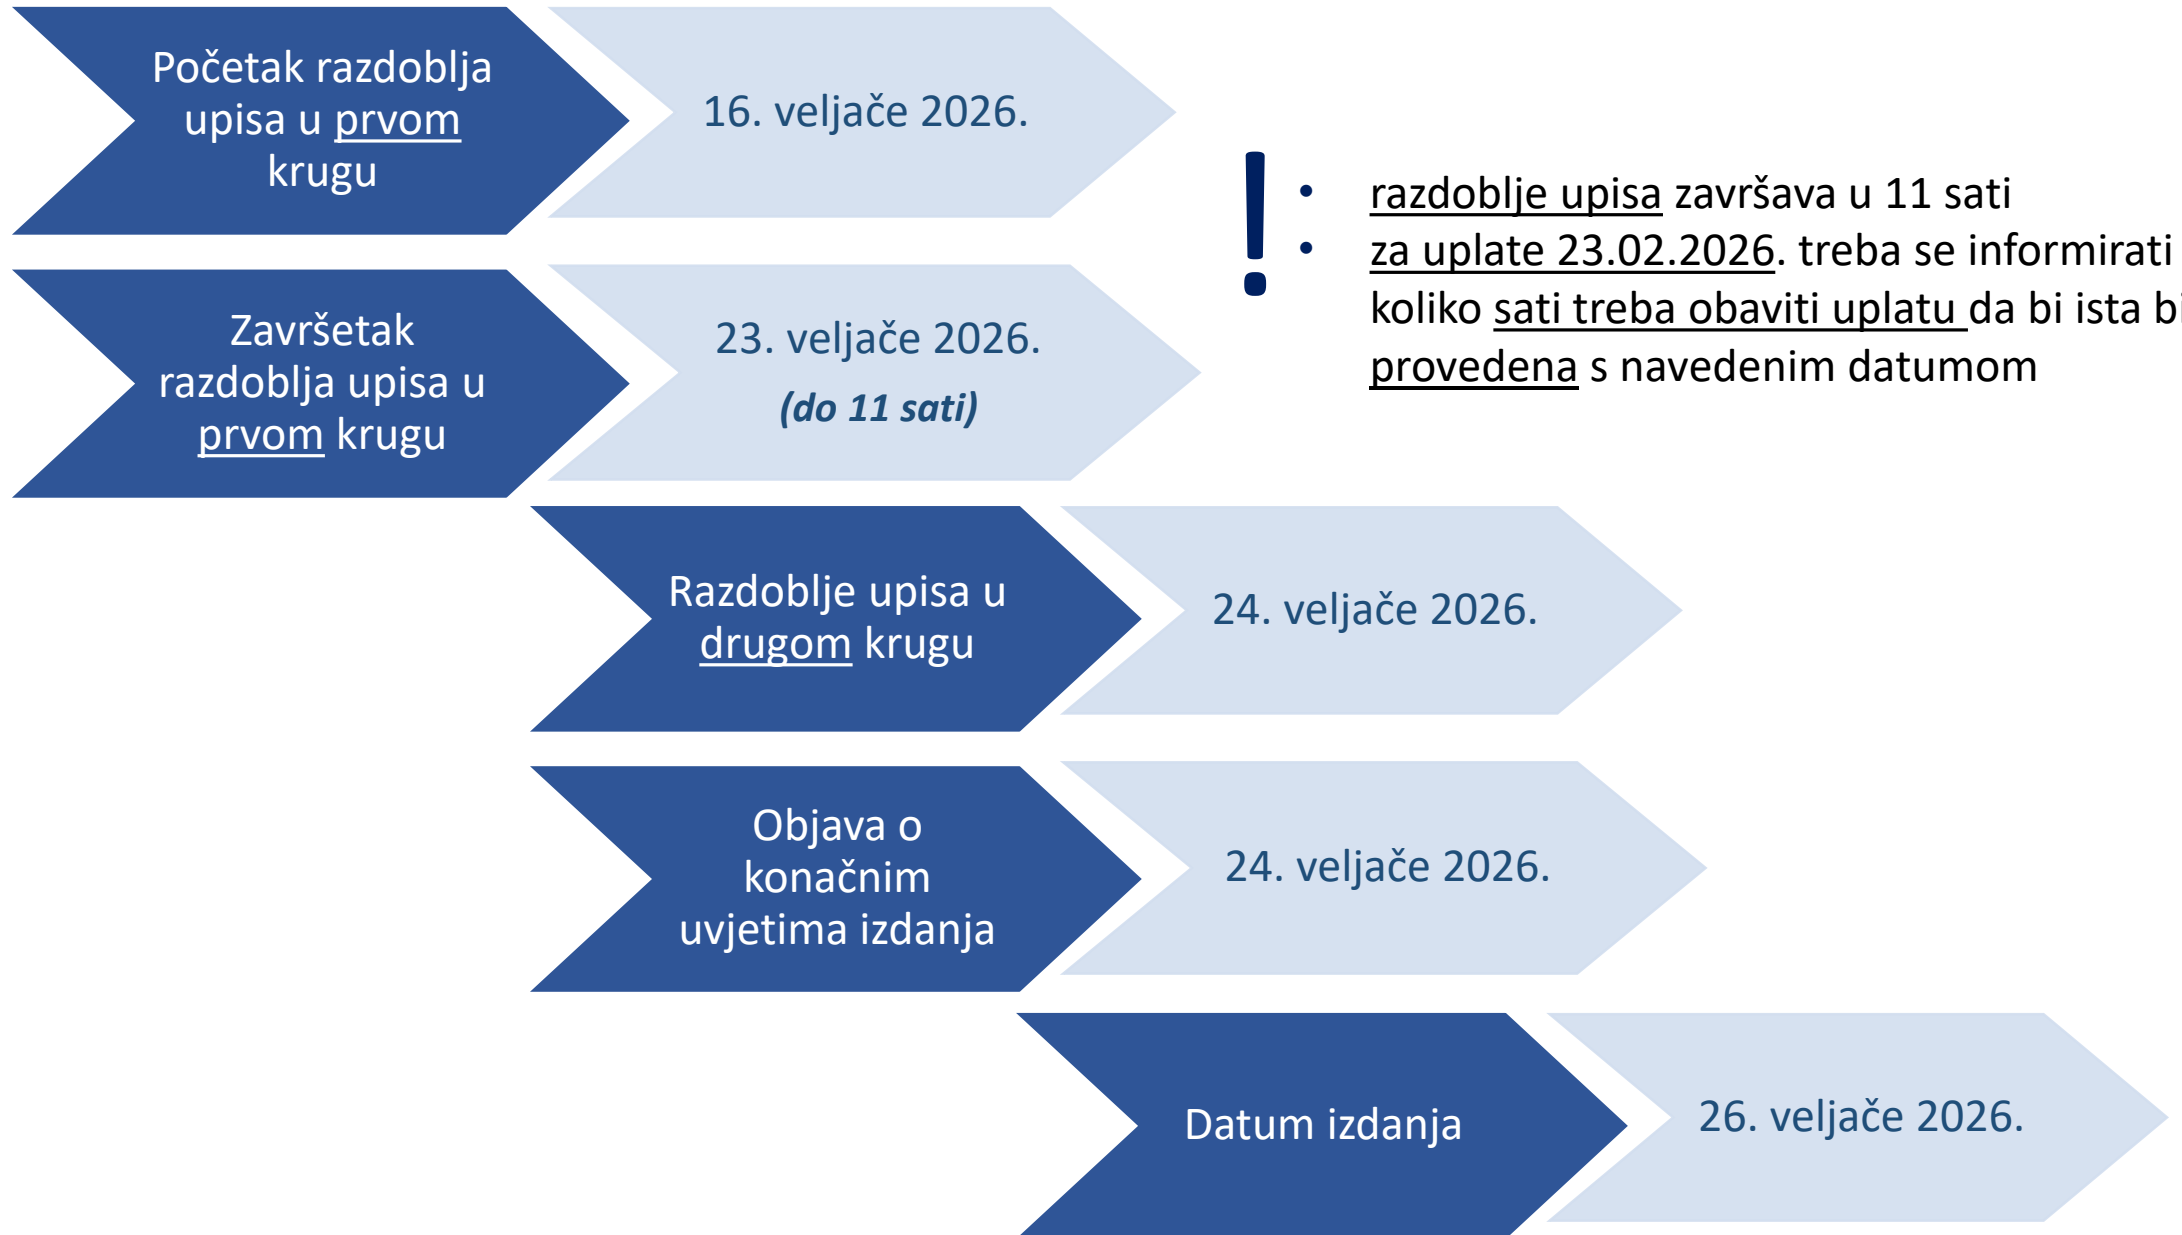 Početak razdoblja
upisa u prvom
krugu
16. veljače 2026.
!
• razdoblje upisa završava u 11 sati
• za uplate 23.02.2026. treba se informirati
koliko sati treba obaviti uplatu da bi ista
provedena s navedenim datumom
Završetak
razdoblja upisa u
prvom krugu
23. veljače 2026.
(do 11 sati)
Razdoblje upisa u
drugom krugu
24. veljače 2026.
Objava o
konačnim
uvjetima izdanja
24. veljače 2026.
Datum izdanja
26. veljače 2026.